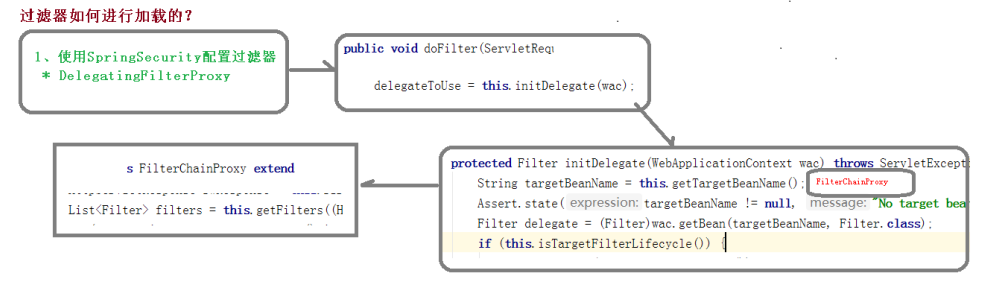 过滤器如何进行加载的?
1、使用SpringSecurity配置过滤器
* DelegatingFilterProxy
public void doFilter(ServletRequ
delegateToUse = this.initDelegate(wac);
protected Filter initDelegate(WebApplicationContext wac) throws ServletExcepti
String targetBeanName = this.getTargetBeanName(); FilterChainProxy
Assert.state( expression: targetBeanName != null, message: "No target bea
Filter delegate = (Filter)wac.getBean(targetBeanName, Filter.class);
if (this.isTargetFilterLifecycle()) {
s FilterChainProxy extend
List<Filter> filters = this.getFilters((H